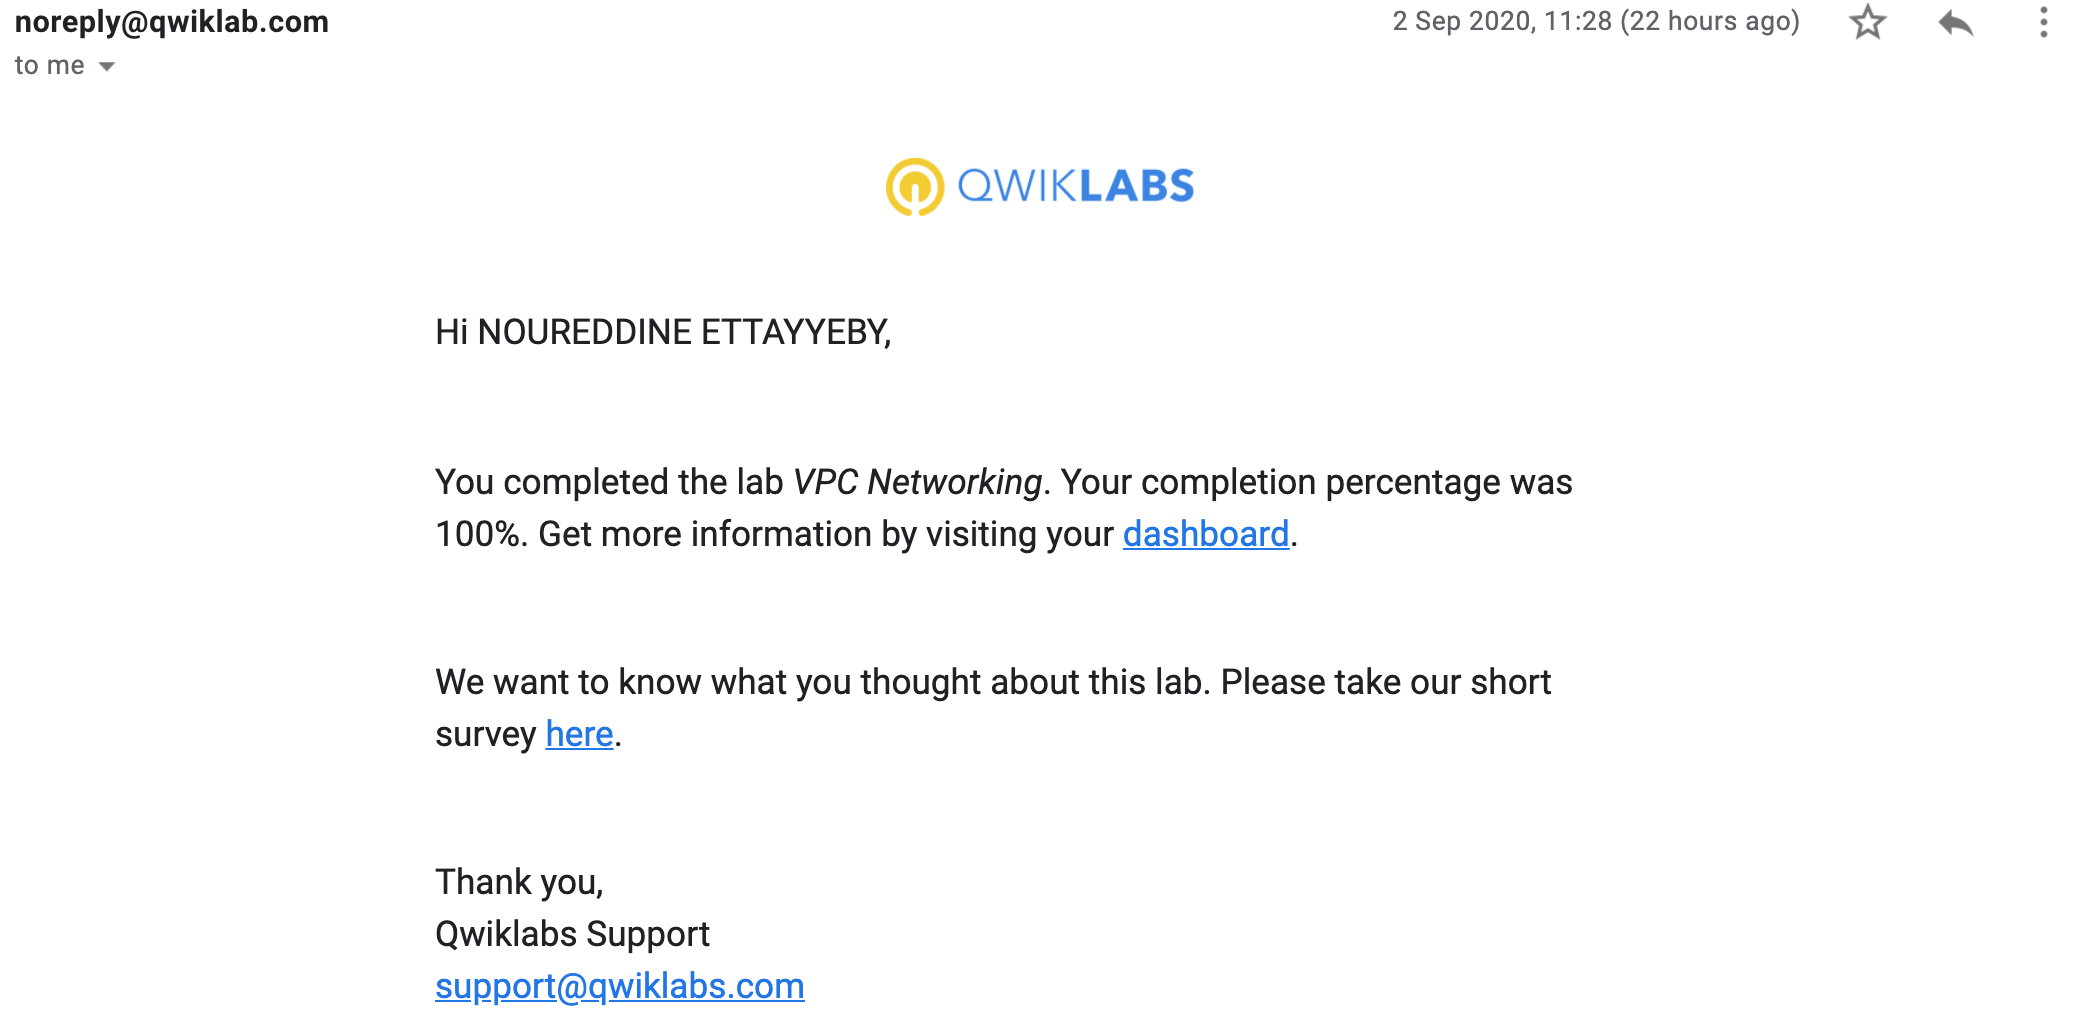 noreply@qwiklab.com
2 Sep 2020, 11:28 (22 hours ago)
to me
QWIKLABS
Hi NOUREDDINE ETTAYYEBY,
You completed the lab VPC Networking. Your completion percentage was
100%. Get more information by visiting your dashboard.
We want to know what you thought about this lab. Please take our short
survey here.
Thank you,
Qwiklabs Support
support@qwiklabs.com